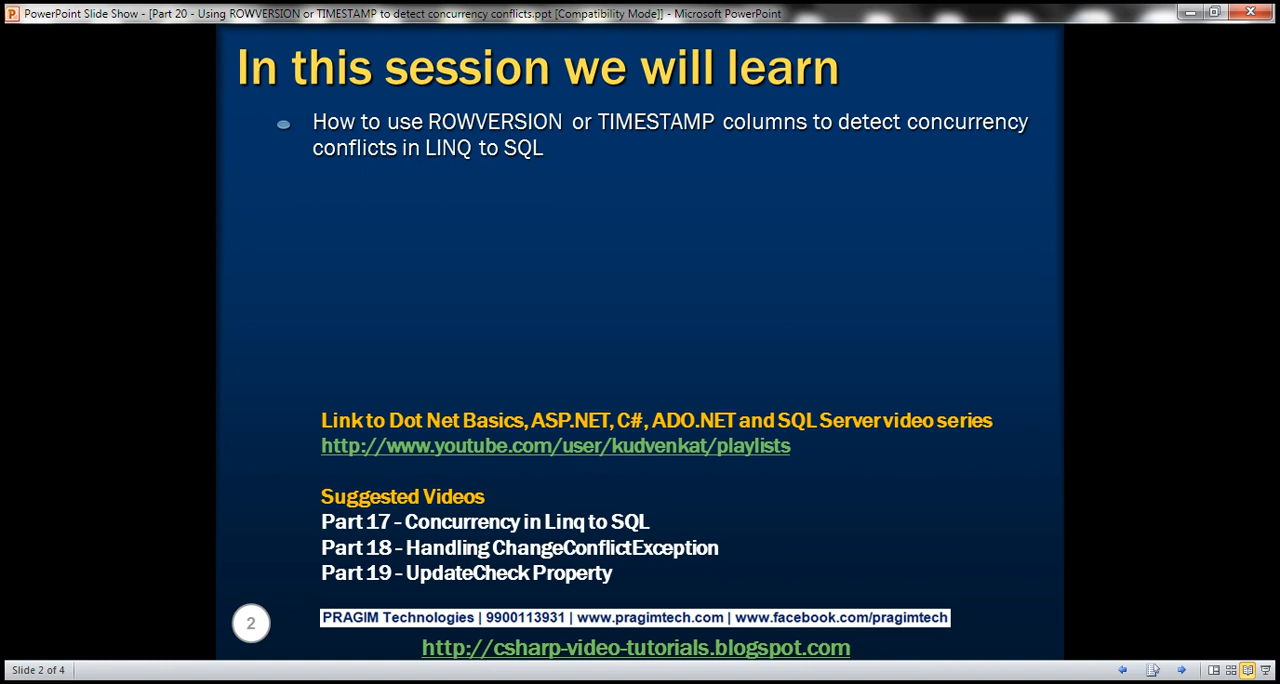 PowerPoint Slide Show - [Part 20 - Using ROWVERSION or TIMESTAMP to detect concurrency conflicts.ppt [Compatibility Mode]] - Microsoft PowerPoint
In this session we will learn
How to use ROWVERSION or TIMESTAMP columns to detect concurrency
conflicts in LINQ to SQL
Link to Dot Net Basics, ASP.NET, C#, ADO.NET and SQL Server video series
http://www.youtube.com/user/kudvenkat/playlists
Suggested Videos
Part 17 - Concurrency in Linq to SQL
Part 18 - Handling ChangeConflictException
Part 19 - UpdateCheck Property
2
PRAGIM Technologies | 9900113931 | www.pragimtech.com | www.facebook.com/pragimtech
http://csharp-video-tutorials.blogspot.com
Slide 2 of 4